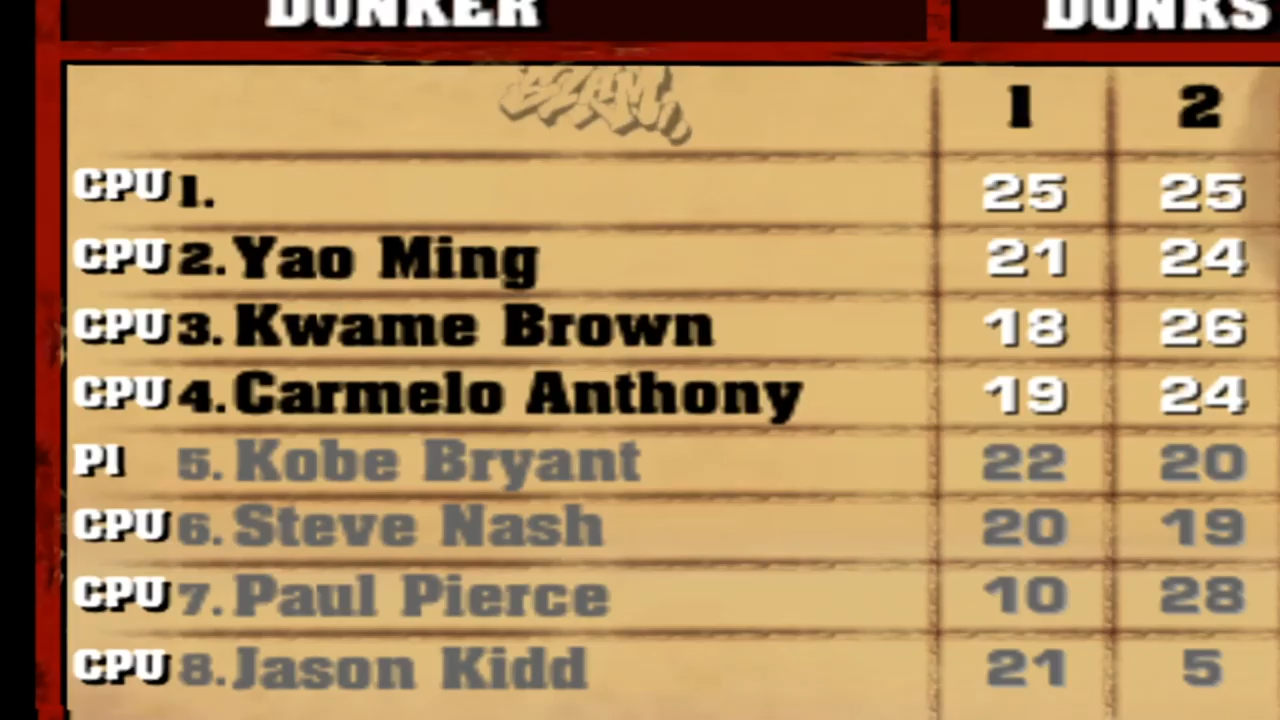 DUNKER DUNKS
SLAM
1 2
CPU 1. 25 25
CPU 2. Yao Ming 21 24
CPU 3. Kwame Brown 18 26
CPU 4. Carmelo Anthony 19 24
P1 5. Kobe Bryant 22 20
CPU 6. Steve Nash 20 19
CPU 7. Paul Pierce 10 28
CPU 8. Jason Kidd 21 5